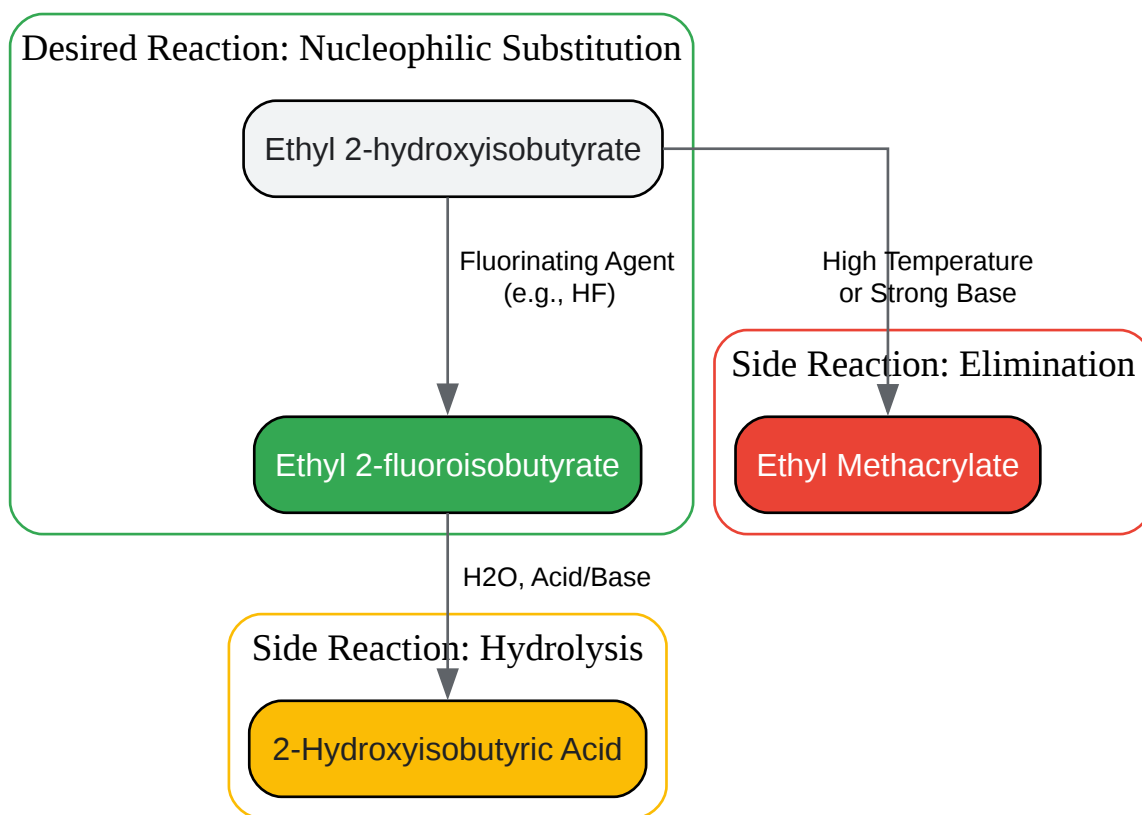 Desired Reaction: Nucleophilic Substitution
Ethyl 2-hydroxyisobutyrate
Fluorinating Agent
(e.g., HF)
High Temperature
or Strong Base
Side Reaction: Elimination
Ethyl 2-fluoroisobutyrate
Ethyl Methacrylate
H2O, Acid/Base
Side Reaction: Hydrolysis
2-Hydroxyisobutyric Acid